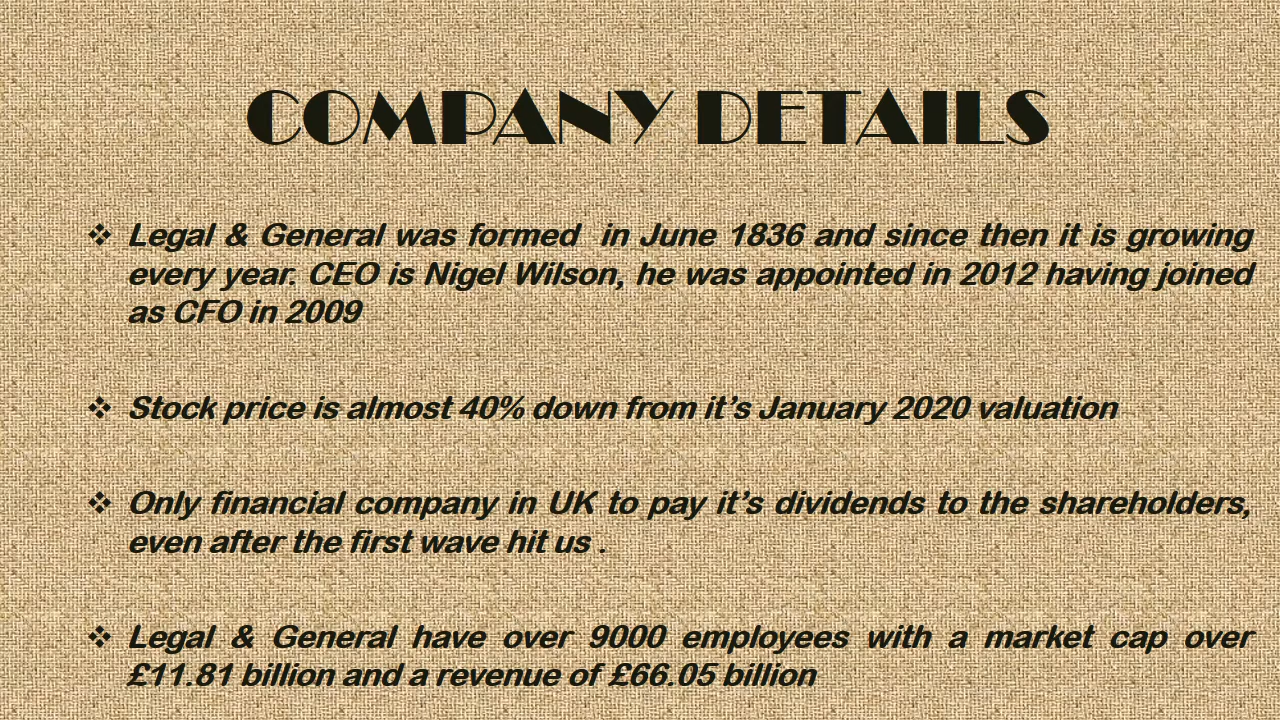 COMPANY DETAILS
❖ Legal & General was formed  in June 1836 and since then it is growing
every year. CEO is Nigel Wilson, he was appointed in 2012 having joined
as CFO in 2009
❖ Stock price is almost 40% down from it’s January 2020 valuation
❖ Only financial company in UK to pay it’s dividends to the shareholders,
even after the first wave hit us .
❖ Legal & General have over 9000 employees with a market cap over
£11.81 billion and a revenue of £66.05 billion